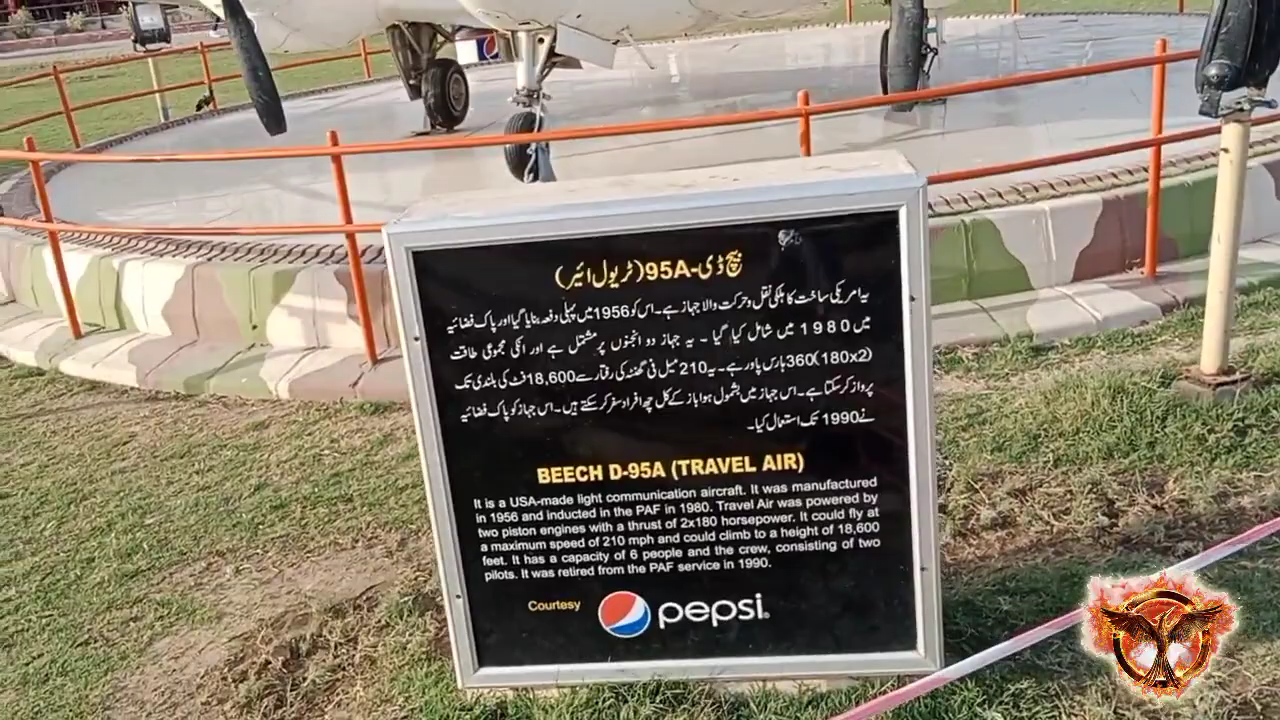 بیچ ڈی-95A (ٹریول ائیر)
یہ امریکی ساخت کا ہلکی نقل و حرکت والا جہاز ہے۔ اس کو 1956 میں پہلی دفعہ بنایا گیا اور پاک فضائیہ
میں 1980 میں شامل کیا گیا ۔ یہ جہاز دو انجنوں پر مشتمل ہے اور انکی مجموعی طاقت
360(180x2) ہارس پاور ہے۔ یہ 210 میل فی گھنٹہ کی رفتار سے 18,600 فٹ کی بلندی تک
پرواز کر سکتا ہے۔ اس جہاز میں بشمول ہوا باز کے کل چھ افراد سفر کر سکتے ہیں۔ اس جہاز کو پاک فضائیہ
نے 1990 تک استعمال کیا۔
BEECH D-95A (TRAVEL AIR)
It is a USA-made light communication aircraft. It was manufactured
in 1956 and inducted in the PAF in 1980. Travel Air was powered by
two piston engines with a thrust of 2x180 horsepower. It could fly at
a maximum speed of 210 mph and could climb to a height of 18,600
feet. It has a capacity of 6 people and the crew, consisting of two
pilots. It was retired from the PAF service in 1990.
Courtesy pepsi